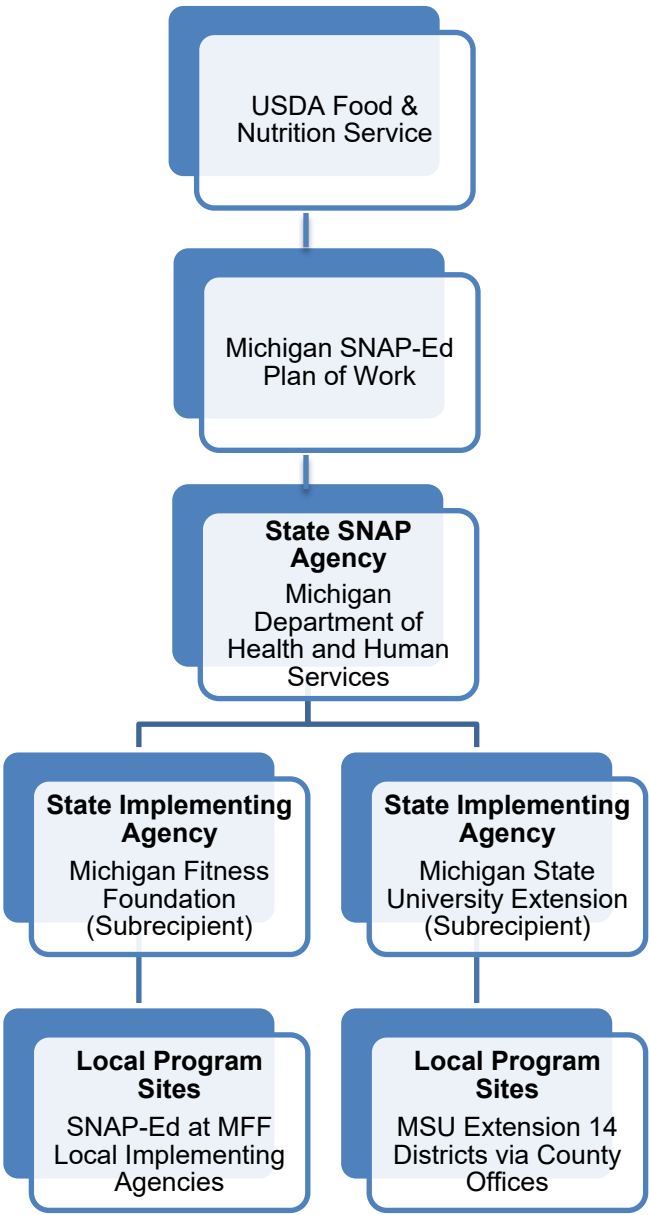 USDA Food &
Nutrition Service
Michigan SNAP-Ed
Plan of Work
State SNAP
Agency
Michigan
Department of
Health and Human
Services
State Implementing
Agency
Michigan Fitness
Foundation
(Subrecipient)
State Implementing
Agency
Michigan State
University Extension
(Subrecipient)
Local Program
Sites
SNAP-Ed at MFF
Local Implementing
Agencies
Local Program
Sites
MSU Extension 14
Districts via County
Offices